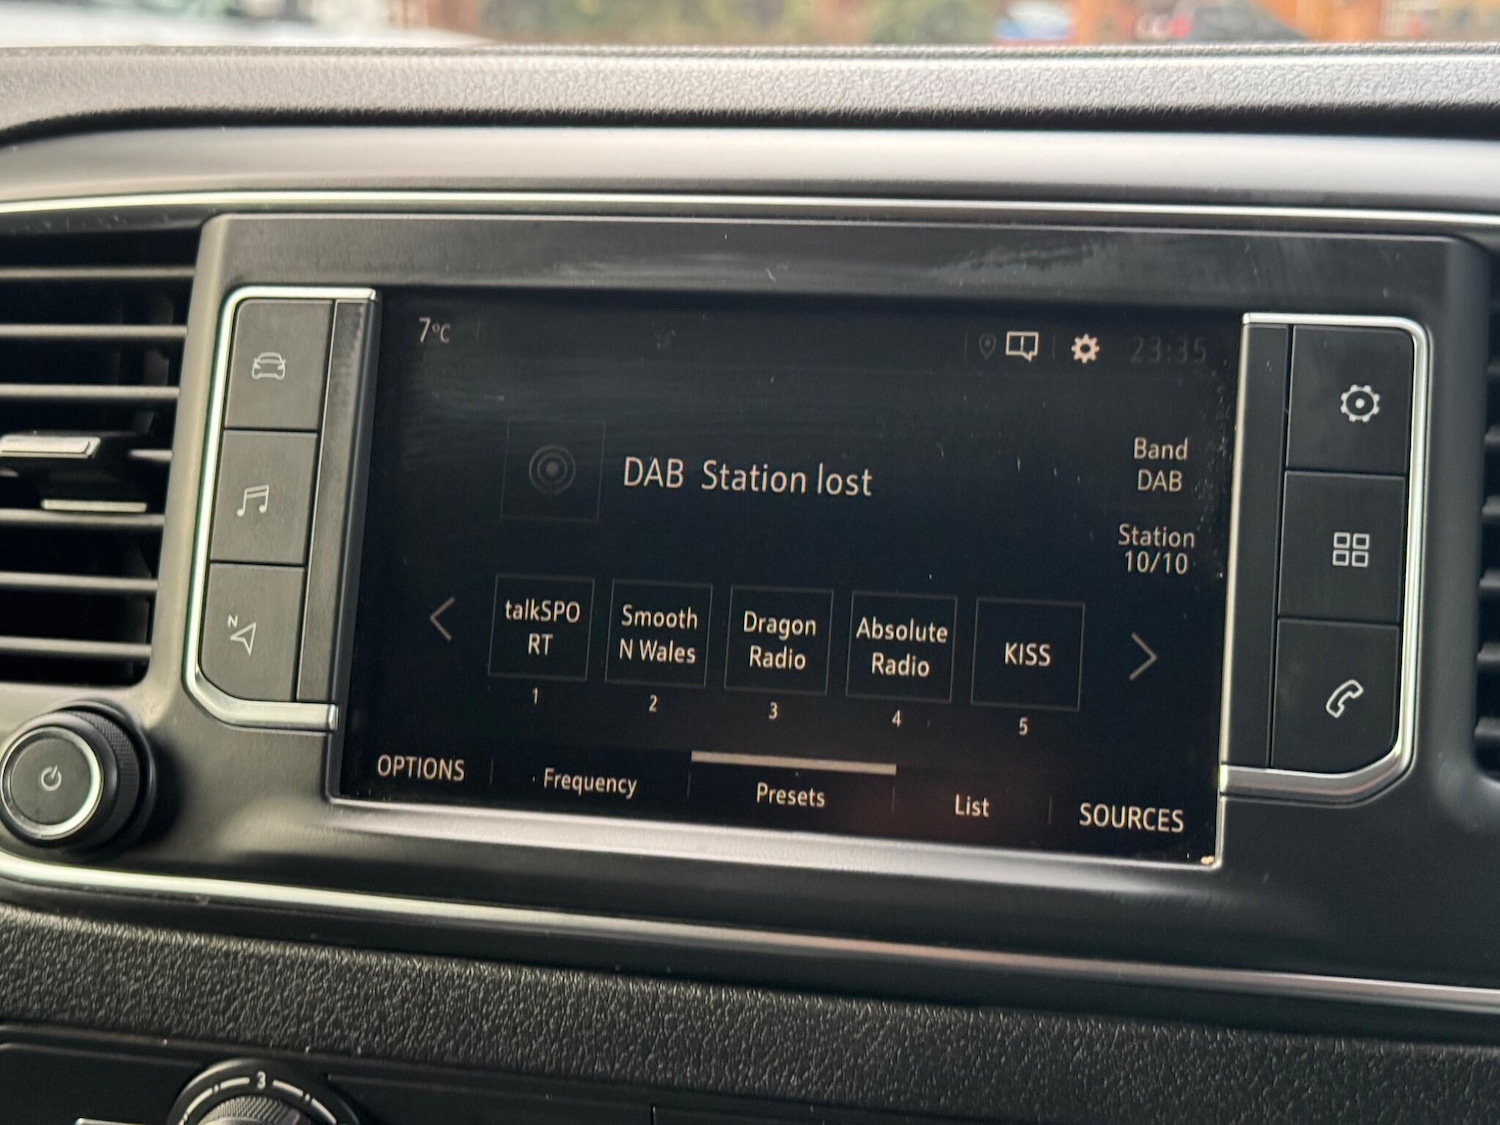 7°C
23:35
DAB Station lost
Band
DAB
Station
10/10
talkSPO
RT
1
Smooth
N Wales
2
Dragon
Radio
3
Absolute
Radio
4
KISS
5
OPTIONS
Frequency
Presets
List
SOURCES
N
3